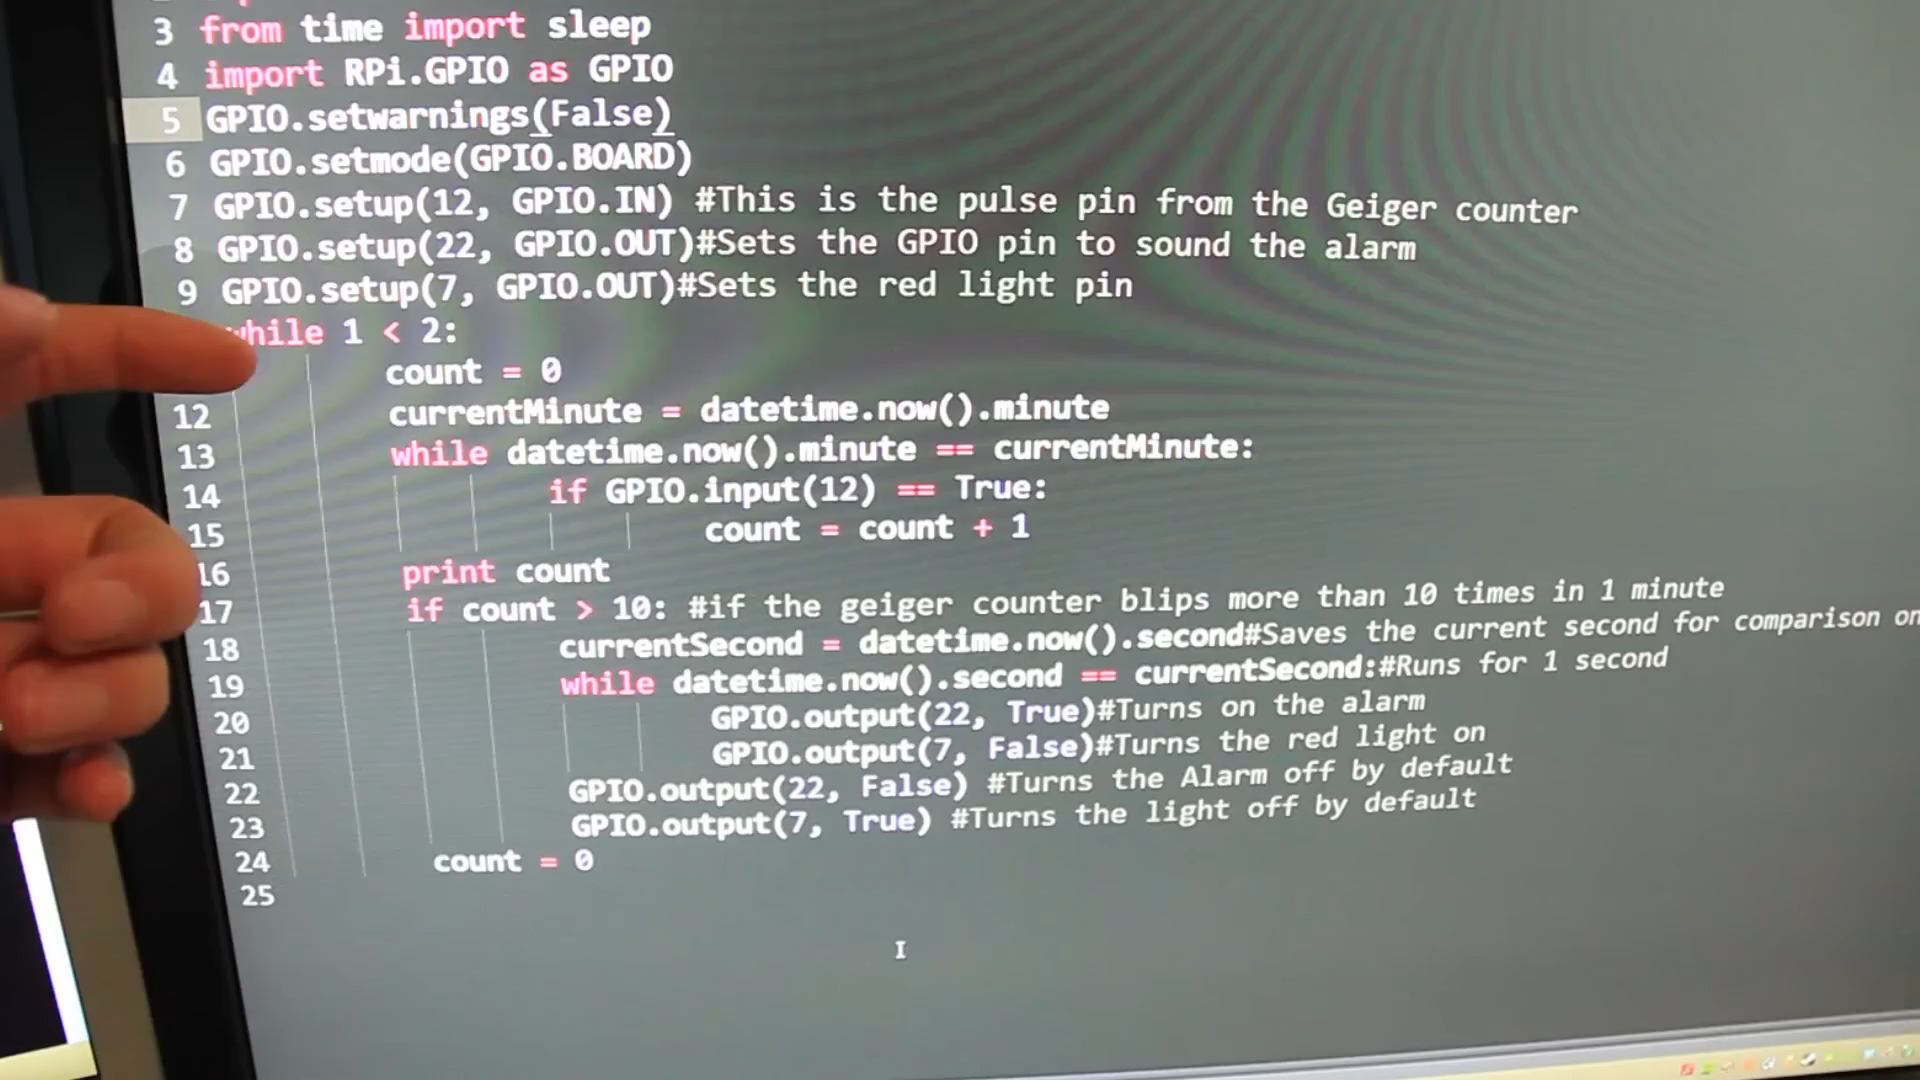 3 from time import sleep
4 import RPi.GPIO as GPIO
5 GPIO.setwarnings(False)
6 GPIO.setmode(GPIO.BOARD)
7 GPIO.setup(12, GPIO.IN) #This is the pulse pin from the Geiger counter
8 GPIO.setup(22, GPIO.OUT)#Sets the GPIO pin to sound the alarm
9 GPIO.setup(7, GPIO.OUT)#Sets the red light pin
while 1 < 2:
count = 0
12 currentMinute = datetime.now().minute
13 while datetime.now().minute == currentMinute:
14 if GPIO.input(12) == True:
15 count = count + 1
16 print count
17 if count > 10: #if the geiger counter blips more than 10 times in 1 minute
18 currentSecond = datetime.now().second#Saves the current second for comparison on
19 while datetime.now().second == currentSecond:#Runs for 1 second
20 GPIO.output(22, True)#Turns on the alarm
21 GPIO.output(7, False)#Turns the red light on
22 GPIO.output(22, False) #Turns the Alarm off by default
23 GPIO.output(7, True) #Turns the light off by default
24 count = 0
25